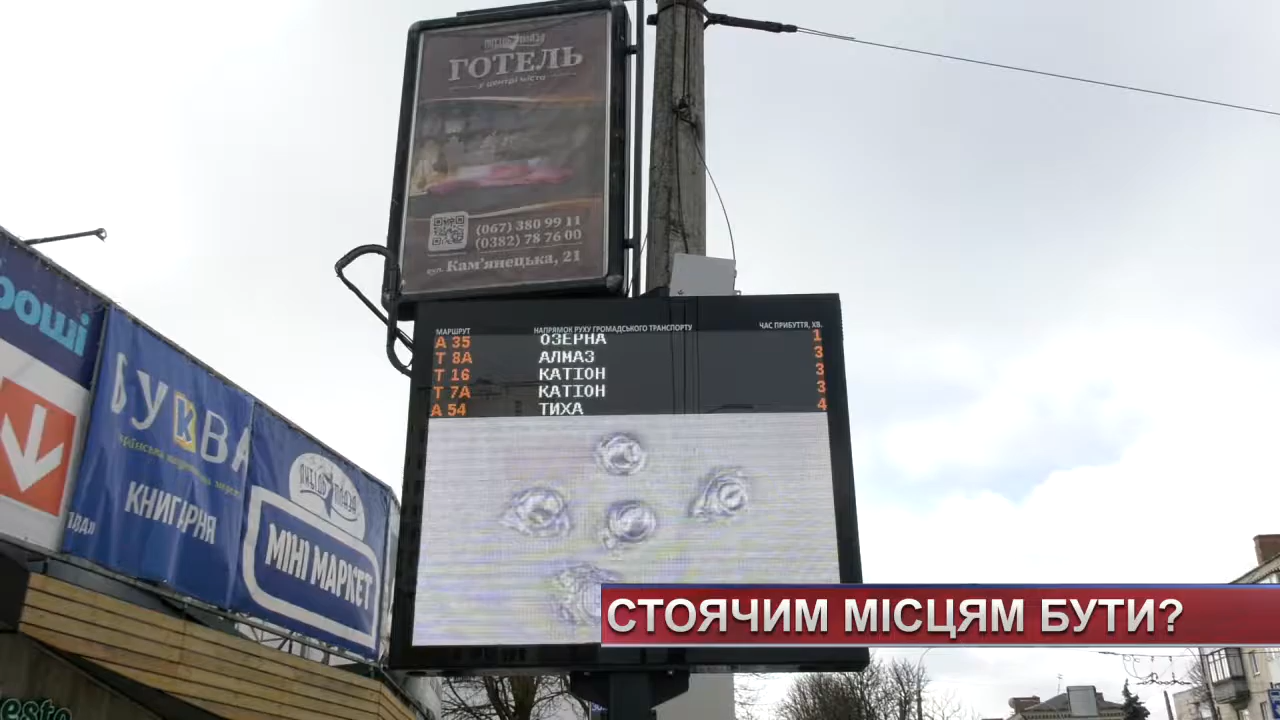 ГОТЕЛЬ
у центрі міста
(067) 380 99 11
(0382) 78 76 00
вул. Кам'янецька, 21
МАРШРУТ НАПРЯМОК РУХУ ГРОМАДСЬКОГО ТРАНСПОРТУ ЧАС ПРИБУТТЯ, ХВ.
А 35 ОЗЕРНА 1
Т 8А АЛМАЗ 3
Т 16 КАТІОН 3
Т 7А КАТІОН 3
А 54 ТИХА 4
БУКВА
КНИГАРНЯ
МІНІ МАРКЕТ
СТОЯЧИМ МІСЦЯМ БУТИ?